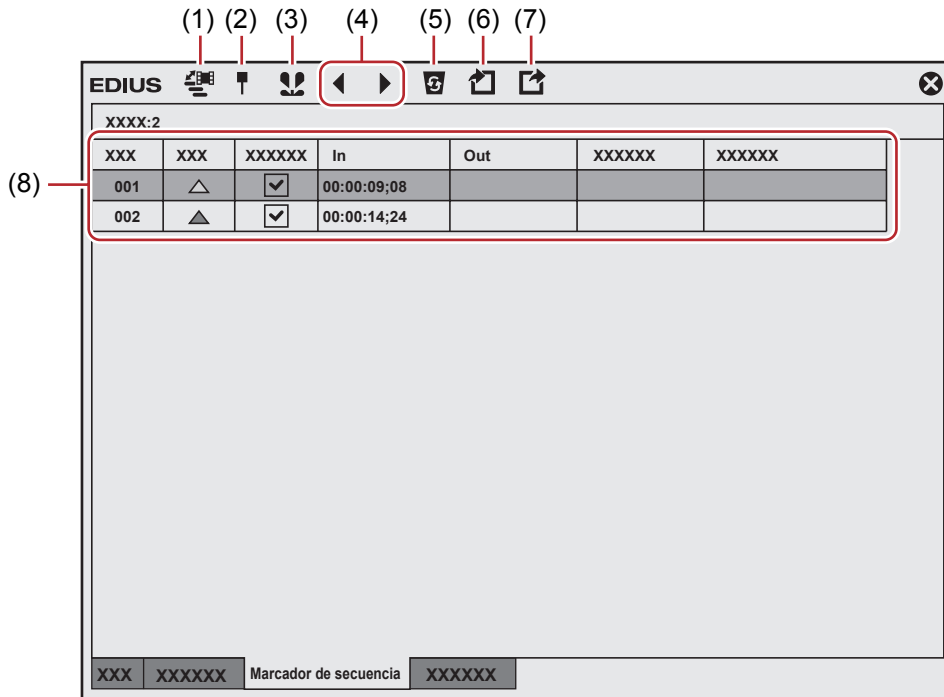 (1) (2) (3) (4) (5) (6) (7)
EDIUS
XXXX:2
XXX XXX XXXXXX In Out XXXXXX XXXXXX
(8)
001 00:00:09;08
002 00:00:14;24
XXX XXXXXX Marcador de secuencia XXXXXX